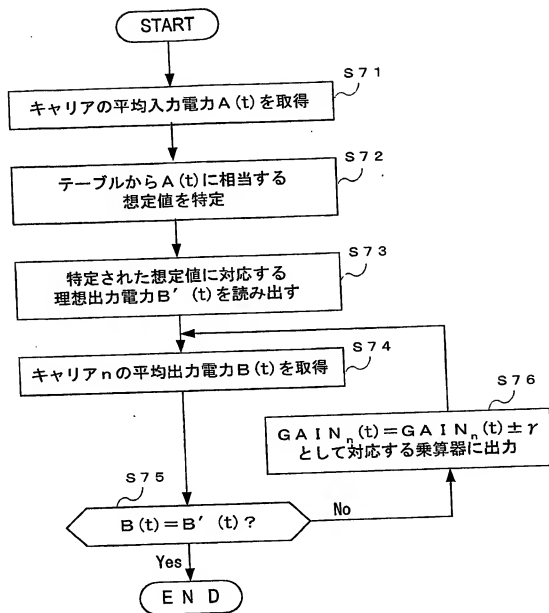 START
S71
キャリアの平均入力電力A(t)を取得
S72
テーブルからA(t)に相当する
想定値を特定
S73
特定された想定値に対応する
理想出力電力B'(t)を読み出す
S74
キャリアnの平均出力電力B(t)を取得
S76
GAINn(t)=GAINn(t)±γ
として対応する乗算器に出力
S75
B(t)=B'(t)?
No
Yes
END